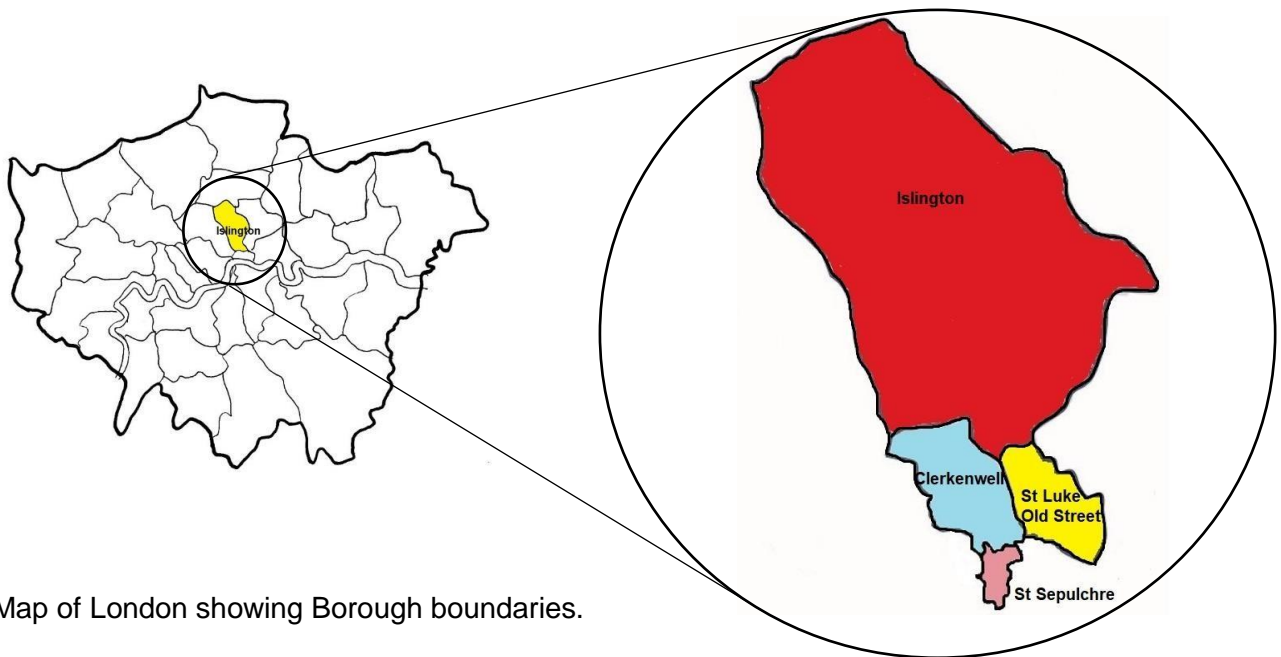 Islington
Islington
Clerkenwell
St Luke
Old Street
St Sepulchre
Map of London showing Borough boundaries.